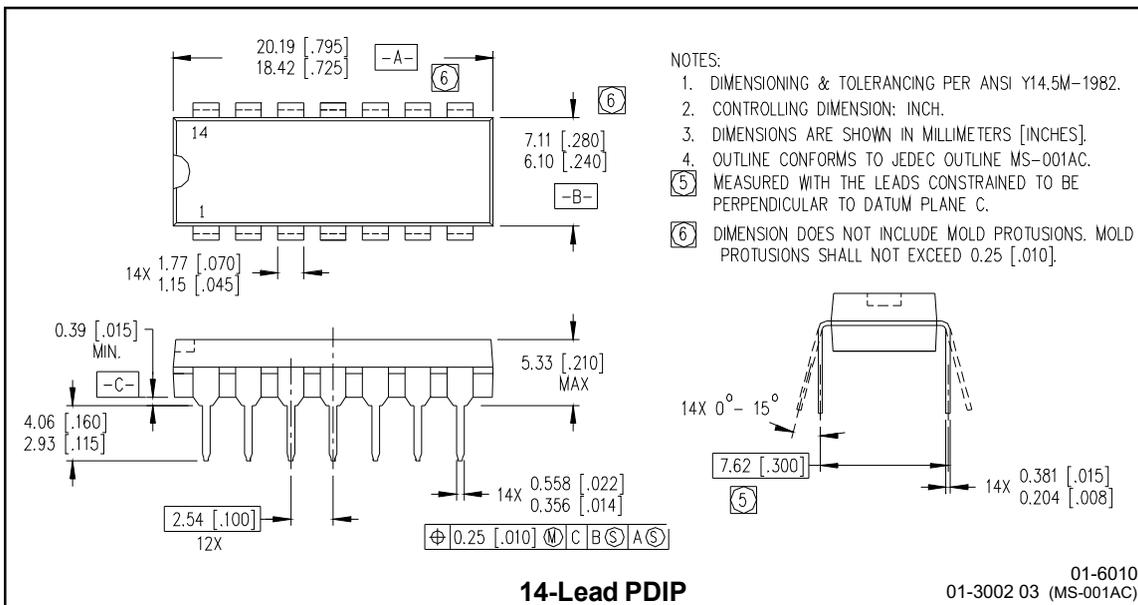 20.19 [.795]
18.42 [.725]
-A-
6
6
14
1
7.11 [.280]
6.10 [.240]
-B-
14X 1.77 [.070]
1.15 [.045]
NOTES:
1. DIMENSIONING & TOLERANCING PER ANSI Y14.5M-1982.
2. CONTROLLING DIMENSION: INCH.
3. DIMENSIONS ARE SHOWN IN MILLIMETERS [INCHES].
4. OUTLINE CONFORMS TO JEDEC OUTLINE MS-001AC.
5 MEASURED WITH THE LEADS CONSTRAINED TO BE
PERPENDICULAR TO DATUM PLANE C.
6 DIMENSION DOES NOT INCLUDE MOLD PROTUSIONS. MOLD
PROTUSIONS SHALL NOT EXCEED 0.25 [.010].
0.39 [.015]
MIN.
-C-
4.06 [.160]
2.93 [.115]
5.33 [.210]
MAX
14X 0.558 [.022]
0.356 [.014]
2.54 [.100]
12X
⌖ 0.25 [.010] Ⓜ C B Ⓢ A Ⓢ
14X 0°- 15°
7.62 [.300]
5
14X 0.381 [.015]
0.204 [.008]
14-Lead PDIP
01-6010
01-3002 03 (MS-001AC)